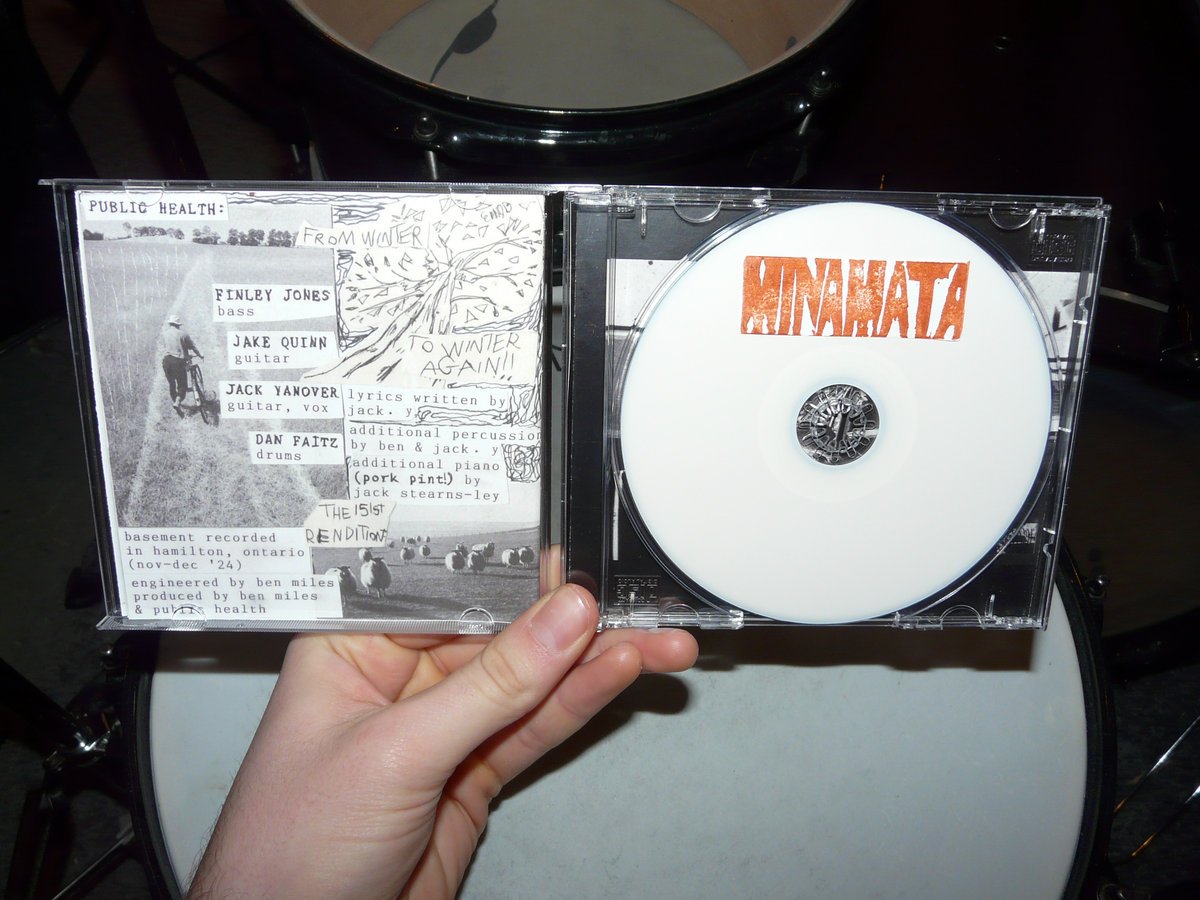 PUBLIC HEALTH:
FINLEY JONES
bass
JAKE QUINN
guitar
JACK YANOVER
guitar, vox
DAN FAITZ
drums
FROM WINTER
TO WINTER
AGAIN!!
lyrics written by
jack. y
additional percussion
by ben & jack. y
additional piano
(pork pint!) by
jack stearns-ley
THE 151st
RENDITION
basement recorded
in hamilton, ontario
(nov-dec '24)
engineered by ben miles
produced by ben miles
& public health
MINAMATA